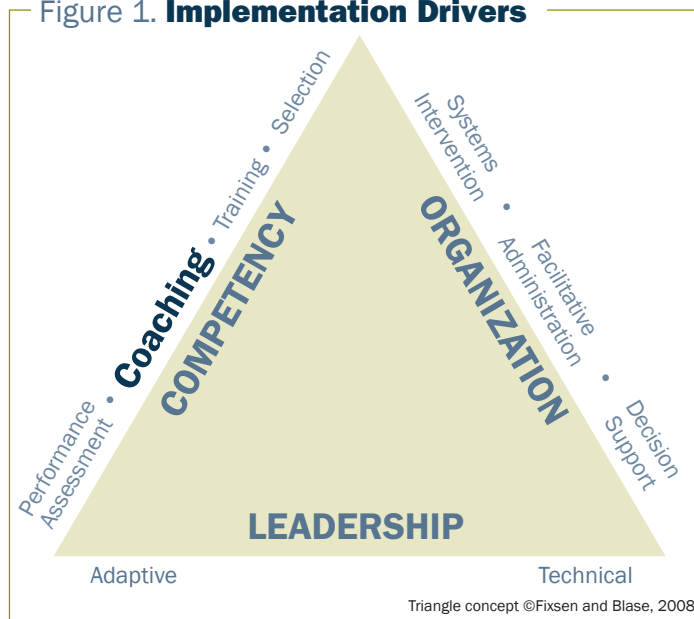 Figure 1. Implementation Drivers
Performance
Assessment • Coaching • Training • Selection
COMPETENCY
Systems
Intervention
•
Facilitative
Administration
•
Decision
Support
ORGANIZATION
LEADERSHIP
Adaptive
Technical
Triangle concept ©Fixsen and Blase, 2008